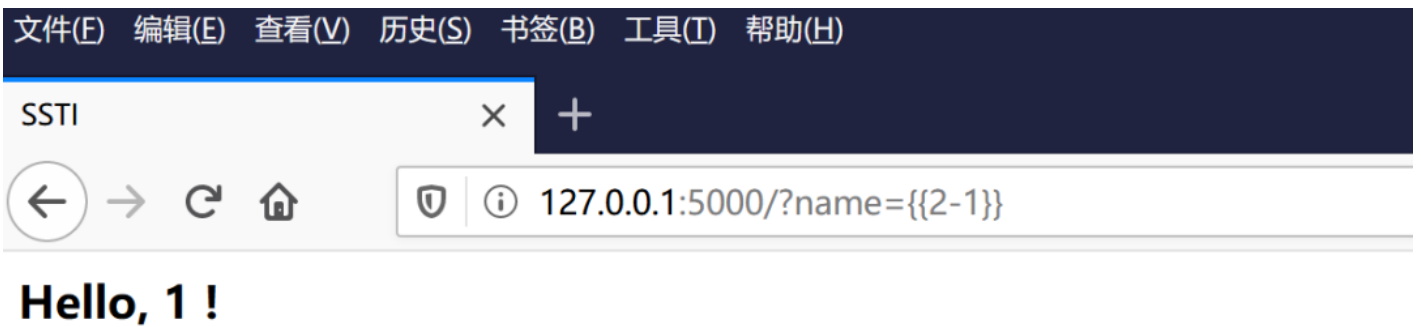 文件(F) 编辑(E) 查看(V) 历史(S) 书签(B) 工具(T) 帮助(H)
SSTI
127.0.0.1:5000/?name={{2-1}}
Hello, 1 !